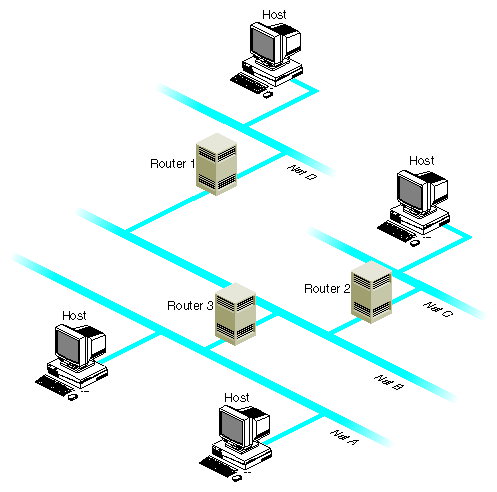 Host
Router 1
Net D
Host
Router 2
Net C
Router 3
Host
Net B
Host
Net A